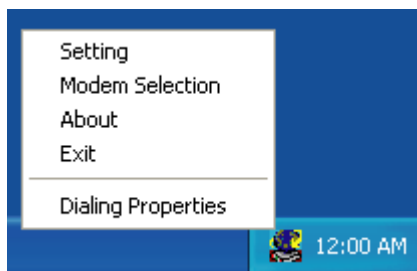 Setting
Modem Selection
About
Exit
Dialing Properties
12:00 AM